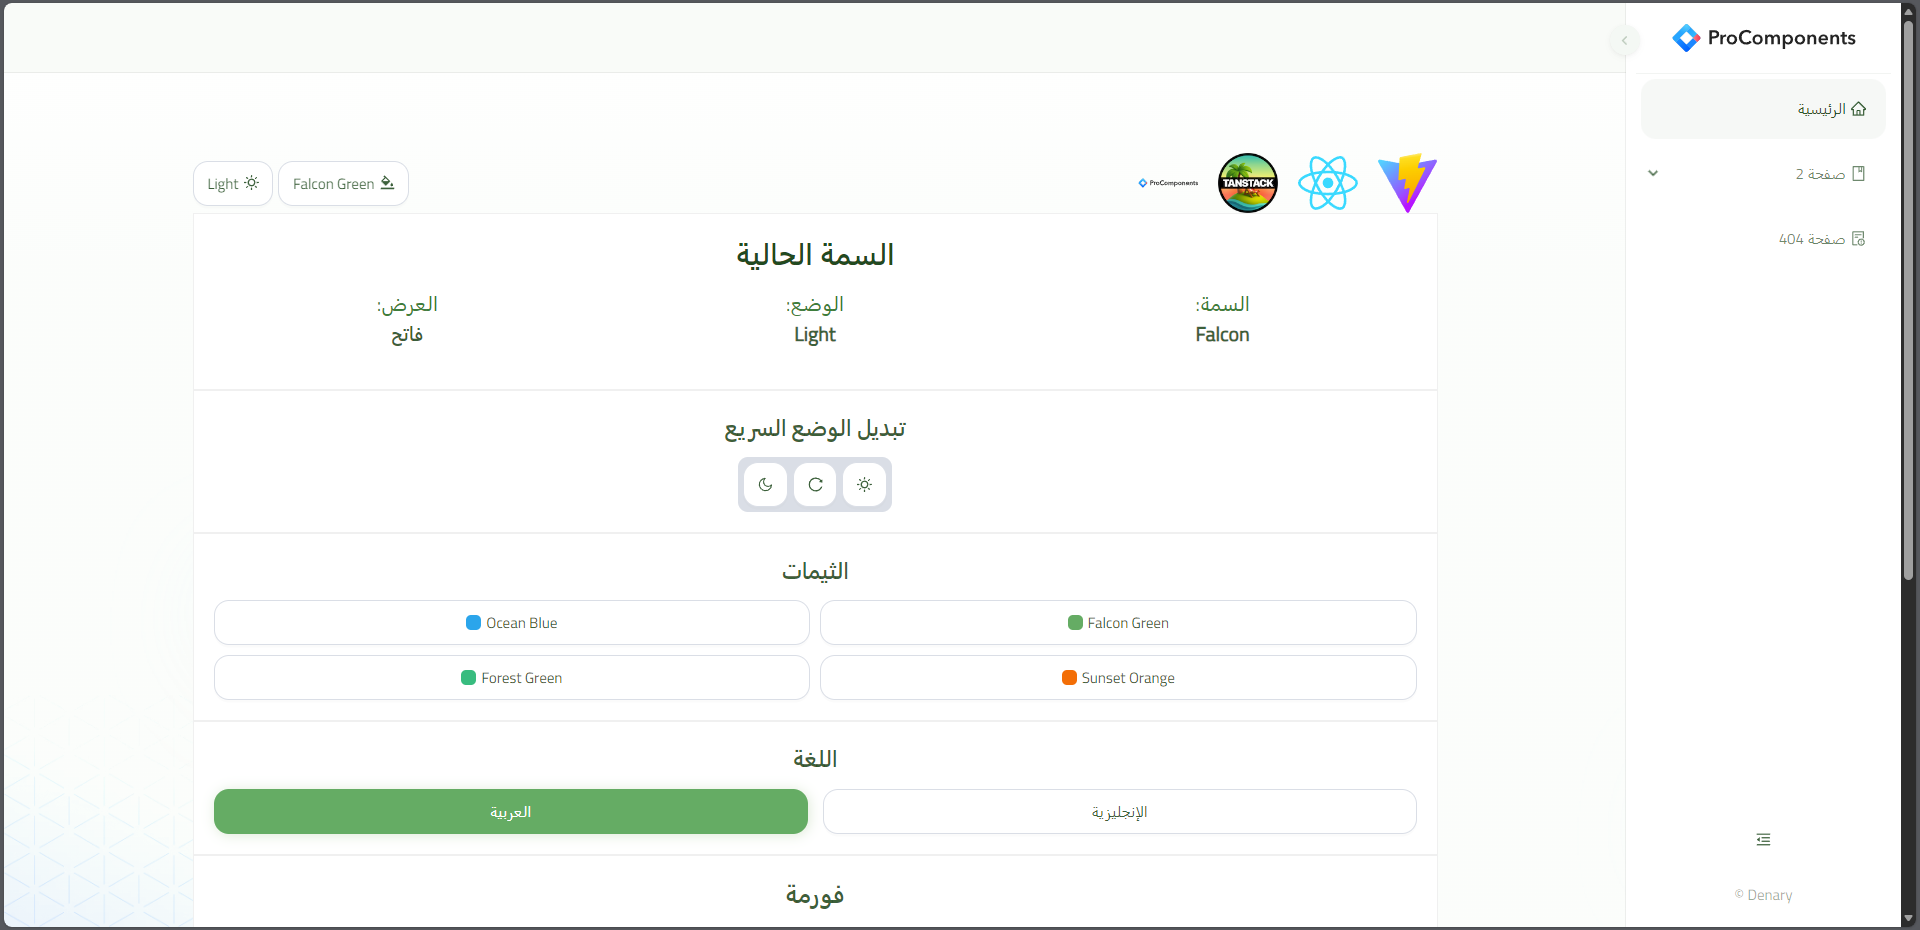 ProComponents
الرئيسية
صفحة 2
صفحة 404
© Denary
TANSTACK
ProComponents
Falcon Green
Light
السمة الحالية
السمة:
Falcon
الوضع:
Light
العرض:
فاتح
تبديل الوضع السريع
الثيمات
Falcon Green
Ocean Blue
Sunset Orange
Forest Green
اللغة
الإنجليزية
العربية
فورمة